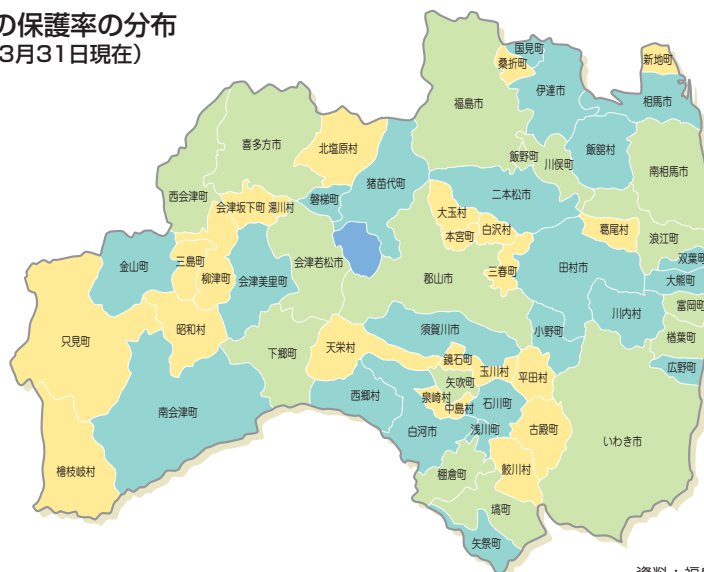 の保護率の分布
3月31日現在）
国見町
桑折町
新地町
伊達市
相馬市
福島市
喜多方市
北塩原村
飯野町
川俣町
飯舘村
南相馬市
猪苗代町
西会津町
磐梯町
二本松市
会津坂下町
湯川村
大玉村
白沢村
本宮町
葛尾村
浪江町
双葉町
金山町
三島町
柳津町
会津美里町
会津若松市
郡山市
三春町
田村市
大熊町
富岡町
只見町
昭和村
須賀川市
小野町
川内村
楢葉町
下郷町
天栄村
鏡石町
玉川村
平田村
広野町
矢吹町
南会津町
西郷村
泉崎村
中島村
石川町
白河市
浅川町
古殿町
いわき市
檜枝岐村
棚倉町
鮫川村
塙町
矢祭町